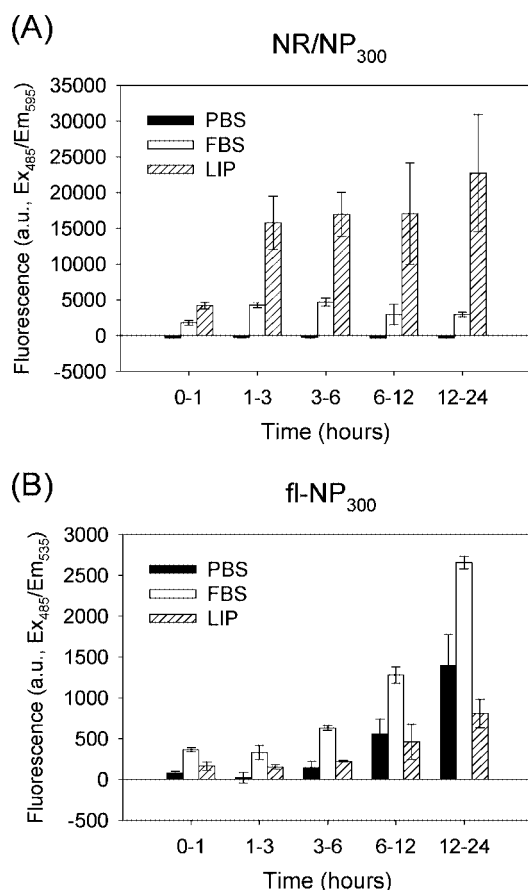 (A)
NR/NP300
Fluorescence (a.u., Ex485/Em595)
35000
30000
25000
20000
15000
10000
5000
0
-5000
PBS
FBS
LIP
0-1 1-3 3-6 6-12 12-24
Time (hours)
(B)
fl-NP300
Fluorescence (a.u., Ex485/Em535)
3000
2500
2000
1500
1000
500
0
-500
PBS
FBS
LIP
0-1 1-3 3-6 6-12 12-24
Time (hours)